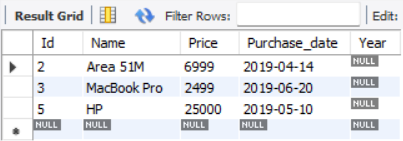 Result Grid Filter Rows: Edit:
Id Name Price Purchase_date Year
2 Area 51M 6999 2019-04-14 NULL
3 MacBook Pro 2499 2019-06-20 NULL
5 HP 25000 2019-05-10 NULL
NULL NULL NULL NULL NULL